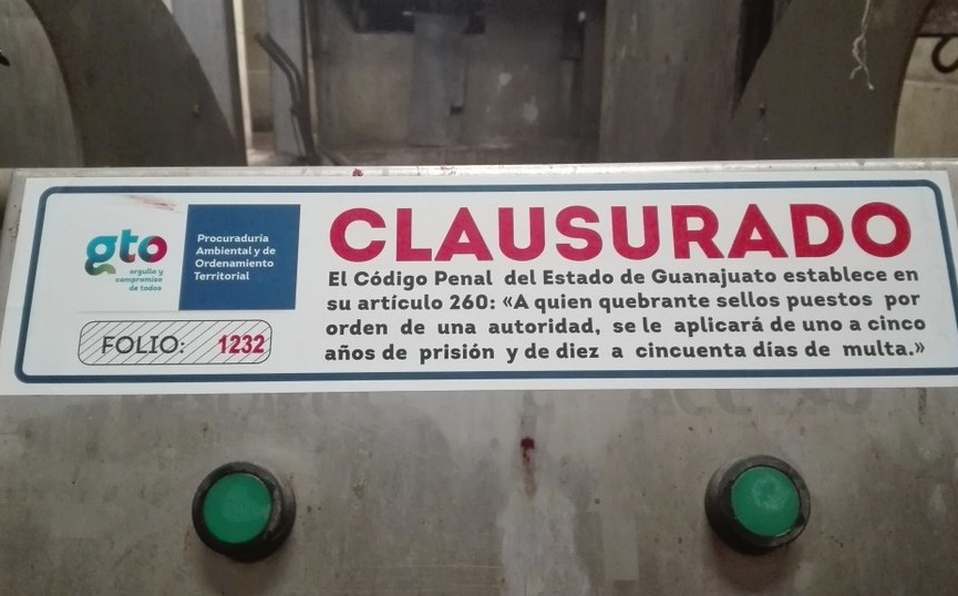 gto
orgullo y
compromiso
de todos
Procuraduría
Ambiental y de
Ordenamiento
Territorial
FOLIO: 1232
CLAUSURADO
El Código Penal del Estado de Guanajuato establece en
su artículo 260: «A quien quebrante sellos puestos por
orden de una autoridad, se le aplicará de uno a cinco
años de prisión y de diez a cincuenta días de multa.»